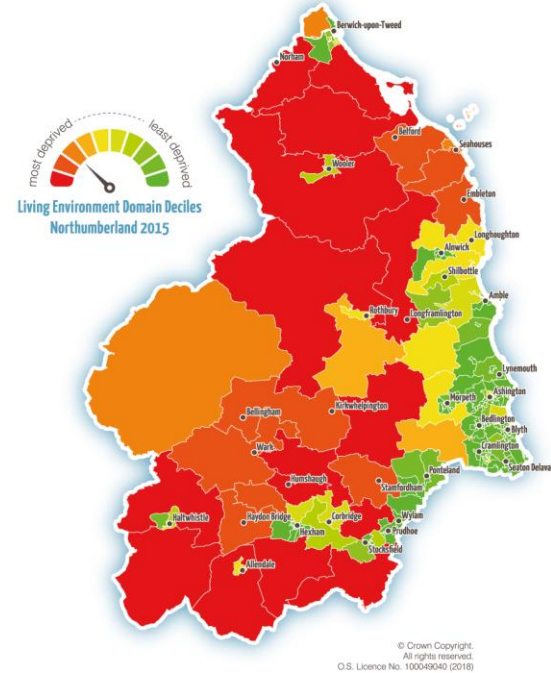 Berwick-upon-Tweed
Norham
most deprived
least deprived
Living Environment Domain Deciles
Northumberland 2015
Belford
Seahouses
Wooler
Embleton
Longhoughton
Alnwick
Shilbottle
Amble
Rothbury
Longframlington
Lynemouth
Ashington
Morpeth
Kirkwhelpington
Bellingham
Bedlington
Blyth
Cramlington
Wark
Seaton Delaval
Ponteland
Humshaugh
Stamfordham
Haltwhistle
Haydon Bridge
Corbridge
Hexham
Wylam
Prudhoe
Stocksfield
Allendale
© Crown Copyright.
All rights reserved.
O.S. Licence No. 100049040 (2018)